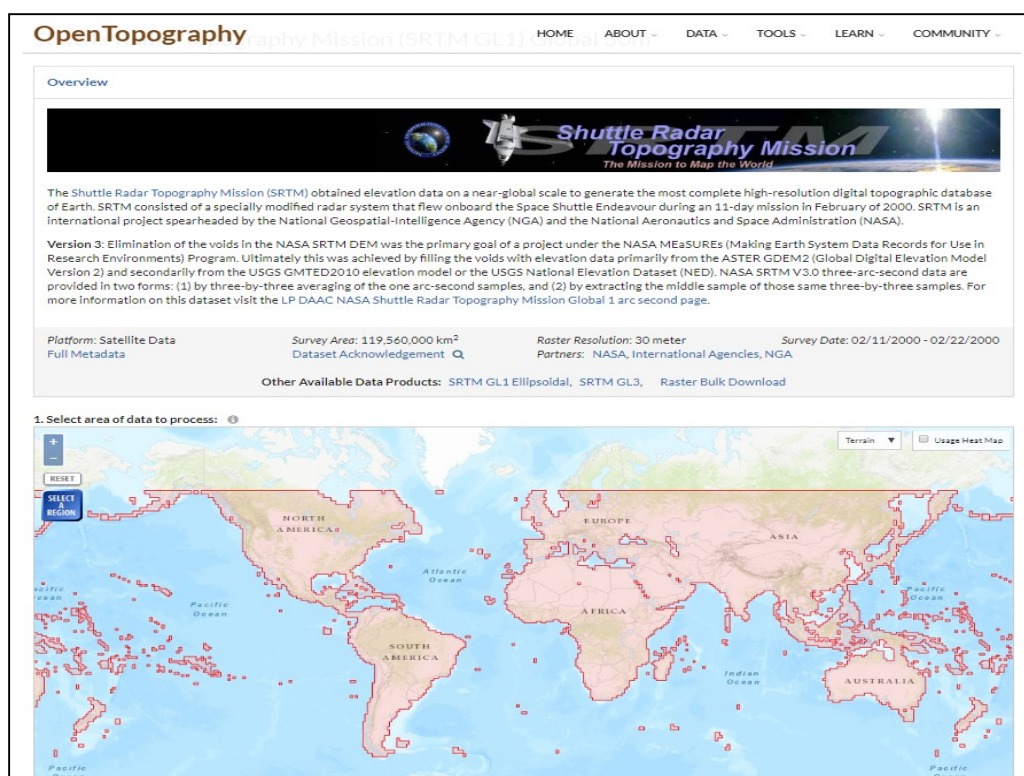 OpenTopography
HOME ABOUT DATA TOOLS LEARN COMMUNITY
Topography Mission (SRTM GL1) Global 30m
Overview
Shuttle Radar
Topography Mission
The Mission to Map the World
The Shuttle Radar Topography Mission (SRTM) obtained elevation data on a near-global scale to generate the most complete high-resolution digital topographic database
of Earth. SRTM consisted of a specially modified radar system that flew onboard the Space Shuttle Endeavour during an 11-day mission in February of 2000. SRTM is an
international project spearheaded by the National Geospatial-Intelligence Agency (NGA) and the National Aeronautics and Space Administration (NASA).
Version 3: Elimination of the voids in the NASA SRTM DEM was the primary goal of a project under the NASA MEaSUREs (Making Earth System Data Records for Use in
Research Environments) Program. Ultimately this was achieved by filling the voids with elevation data primarily from the ASTER GDEM2 (Global Digital Elevation Model
Version 2) and secondarily from the USGS GMTED2010 elevation model or the USGS National Elevation Dataset (NED). NASA SRTM V3.0 three-arc-second data are
provided in two forms: (1) by three-by-three averaging of the one arc-second samples, and (2) by extracting the middle sample of those same three-by-three samples. For
more information on this dataset visit the LP DAAC NASA Shuttle Radar Topography Mission Global 1 arc second page.
Platform: Satellite Data Survey Area: 119,560,000 km² Raster Resolution: 30 meter Survey Date: 02/11/2000 - 02/22/2000
Full Metadata Dataset Acknowledgement Partners: NASA, International Agencies, NGA
Other Available Data Products: SRTM GL1 Ellipsoidal, SRTM GL3, Raster Bulk Download
1. Select area of data to process:
+
−
Terrain Usage Heat Map
RESET
SELECT
A
REGION
NORTH
AMERICA
EUROPE
ASIA
Atlantic
Ocean
Pacific
Ocean
Pacific
Ocean
AFRICA
SOUTH
AMERICA
Indian
Ocean
AUSTRALIA
Pacific
Pacific